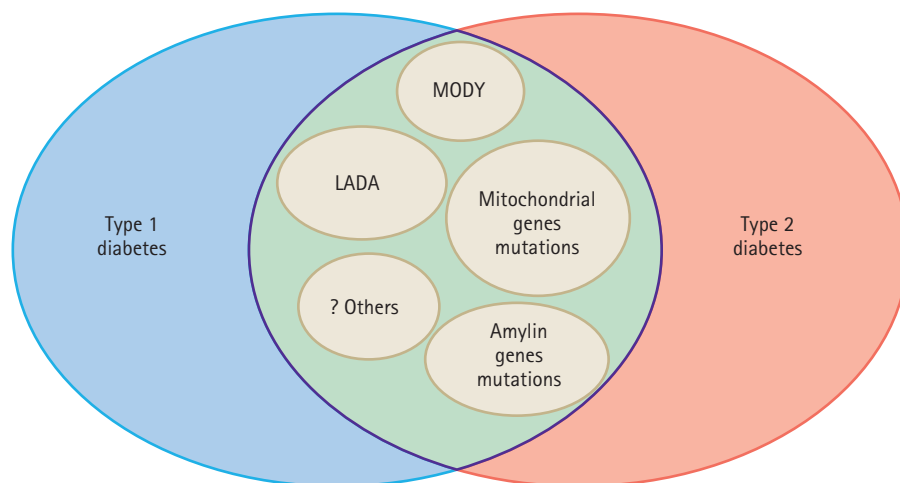 MODY
LADA
Mitochondrial
genes
mutations
Type 1
diabetes
Type 2
diabetes
? Others
Amylin
genes
mutations